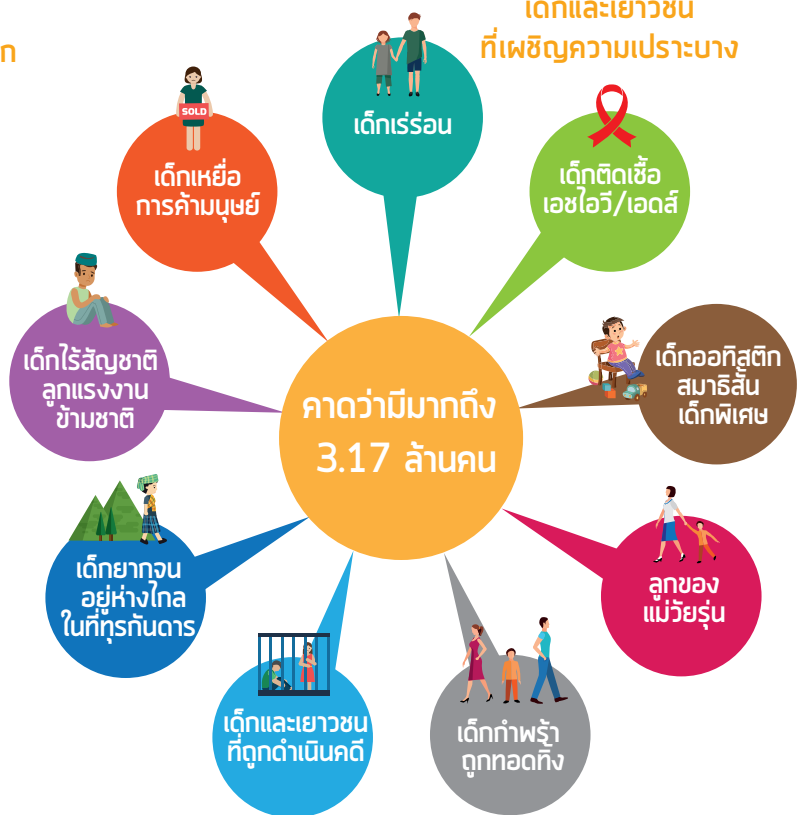 เด็กและเยาวชน
ที่เผชิญความเปราะบาง
ก
เด็กเร่ร่อน
SOLD
เด็กเหยื่อ
การค้ามนุษย์
เด็กติดเชื้อ
เอชไอวี/เอดส์
เด็กไร้สัญชาติ
ลูกแรงงาน
ข้ามชาติ
เด็กออทิสติก
สมาธิสั้น
เด็กพิเศษ
คาดว่ามีมากถึง
3.17 ล้านคน
เด็กยากจน
อยู่ห่างไกล
ในที่ทุรกันดาร
ลูกของ
แม่วัยรุ่น
เด็กและเยาวชน
ที่ถูกดำเนินคดี
เด็กกำพร้า
ถูกทอดทิ้ง